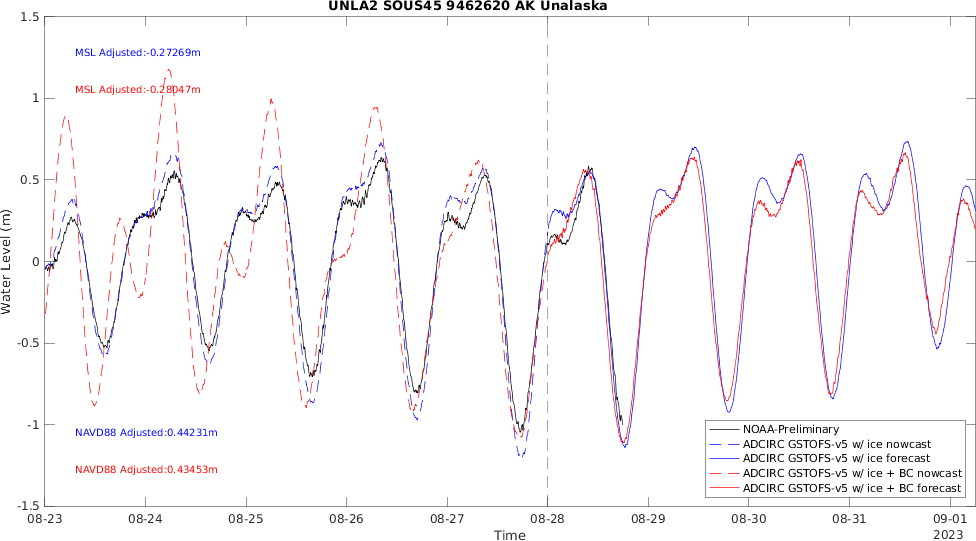 UNLA2 SOUS45 9462620 AK Unalaska
1.5
1
0.5
0
-0.5
-1
-1.5
Water Level (m)
MSL Adjusted:-0.27269m
MSL Adjusted:-0.28047m
NAVD88 Adjusted:0.44231m
NAVD88 Adjusted:0.43453m
NOAA-Preliminary
ADCIRC GSTOFS-v5 w/ ice nowcast
ADCIRC GSTOFS-v5 w/ ice forecast
ADCIRC GSTOFS-v5 w/ ice + BC nowcast
ADCIRC GSTOFS-v5 w/ ice + BC forecast
08-23 08-24 08-25 08-26 08-27 08-28 08-29 08-30 08-31 09-01
Time 2023